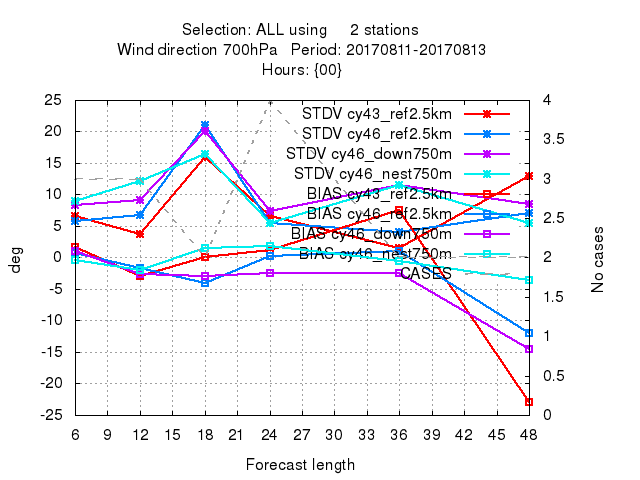 Selection: ALL using 2 stations
Wind direction 700hPa Period: 20170811-20170813
Hours: {00}
25
20
15
10
5
0
-5
-10
-15
-20
-25
deg
STDV cy43_ref2.5km
STDV cy46_ref2.5km
STDV cy46_down750m
STDV cy46_nest750m
BIAS cy43_ref2.5km
BIAS cy46_ref2.5km
BIAS cy46_down750m
BIAS cy46_nest750m
CASES
4
3.5
3
2.5
2
1.5
1
0.5
0
No cases
6 12 15 18 21 24 27 30 33 36 39 42 45 48
Forecast length